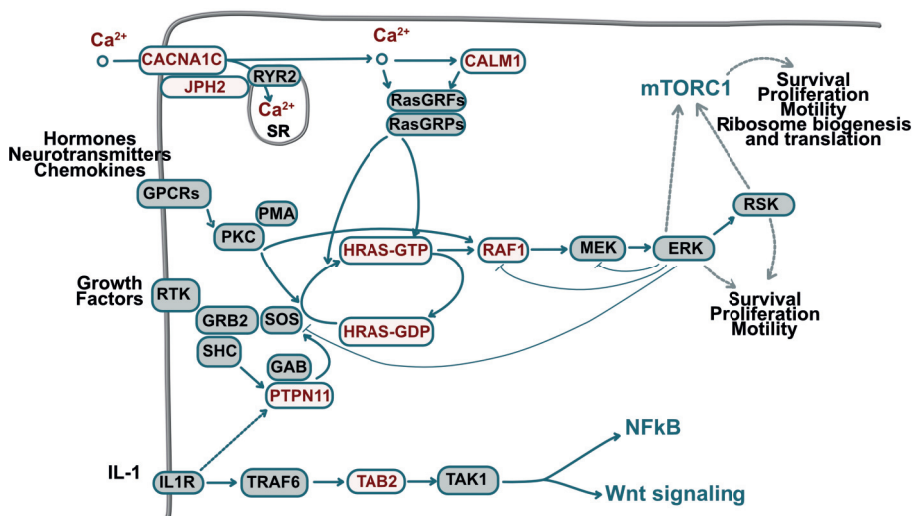 Ca²⁺
CACNA1C
JPH2
RYR2
Ca²⁺
SR
Ca²⁺
CALM1
RasGRFs
RasGRPs
mTORC1
Survival
Proliferation
Motility
Ribosome biogenesis
and translation
Hormones
Neurotransmitters
Chemokines
GPCRs
PMA
PKC
HRAS-GTP
RAF1
MEK
ERK
RSK
Growth
Factors
RTK
GRB2
SOS
SHC
GAB
PTPN11
HRAS-GDP
Survival
Proliferation
Motility
IL-1
IL1R
TRAF6
TAB2
TAK1
NFkB
Wnt signaling